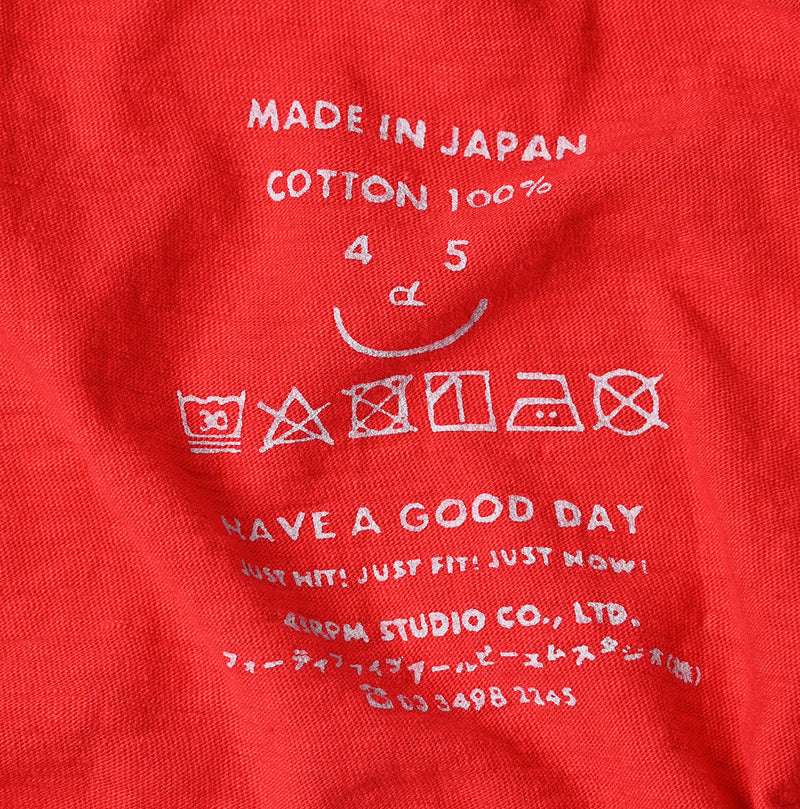 MADE IN JAPAN
COTTON 100%
4 5
R
30
HAVE A GOOD DAY
JUST HIT! JUST FIT! JUST NOW!
45RPM STUDIO CO., LTD.
フォーティファイブアールピーエムスタジオ(株)
☎03 3498 2245